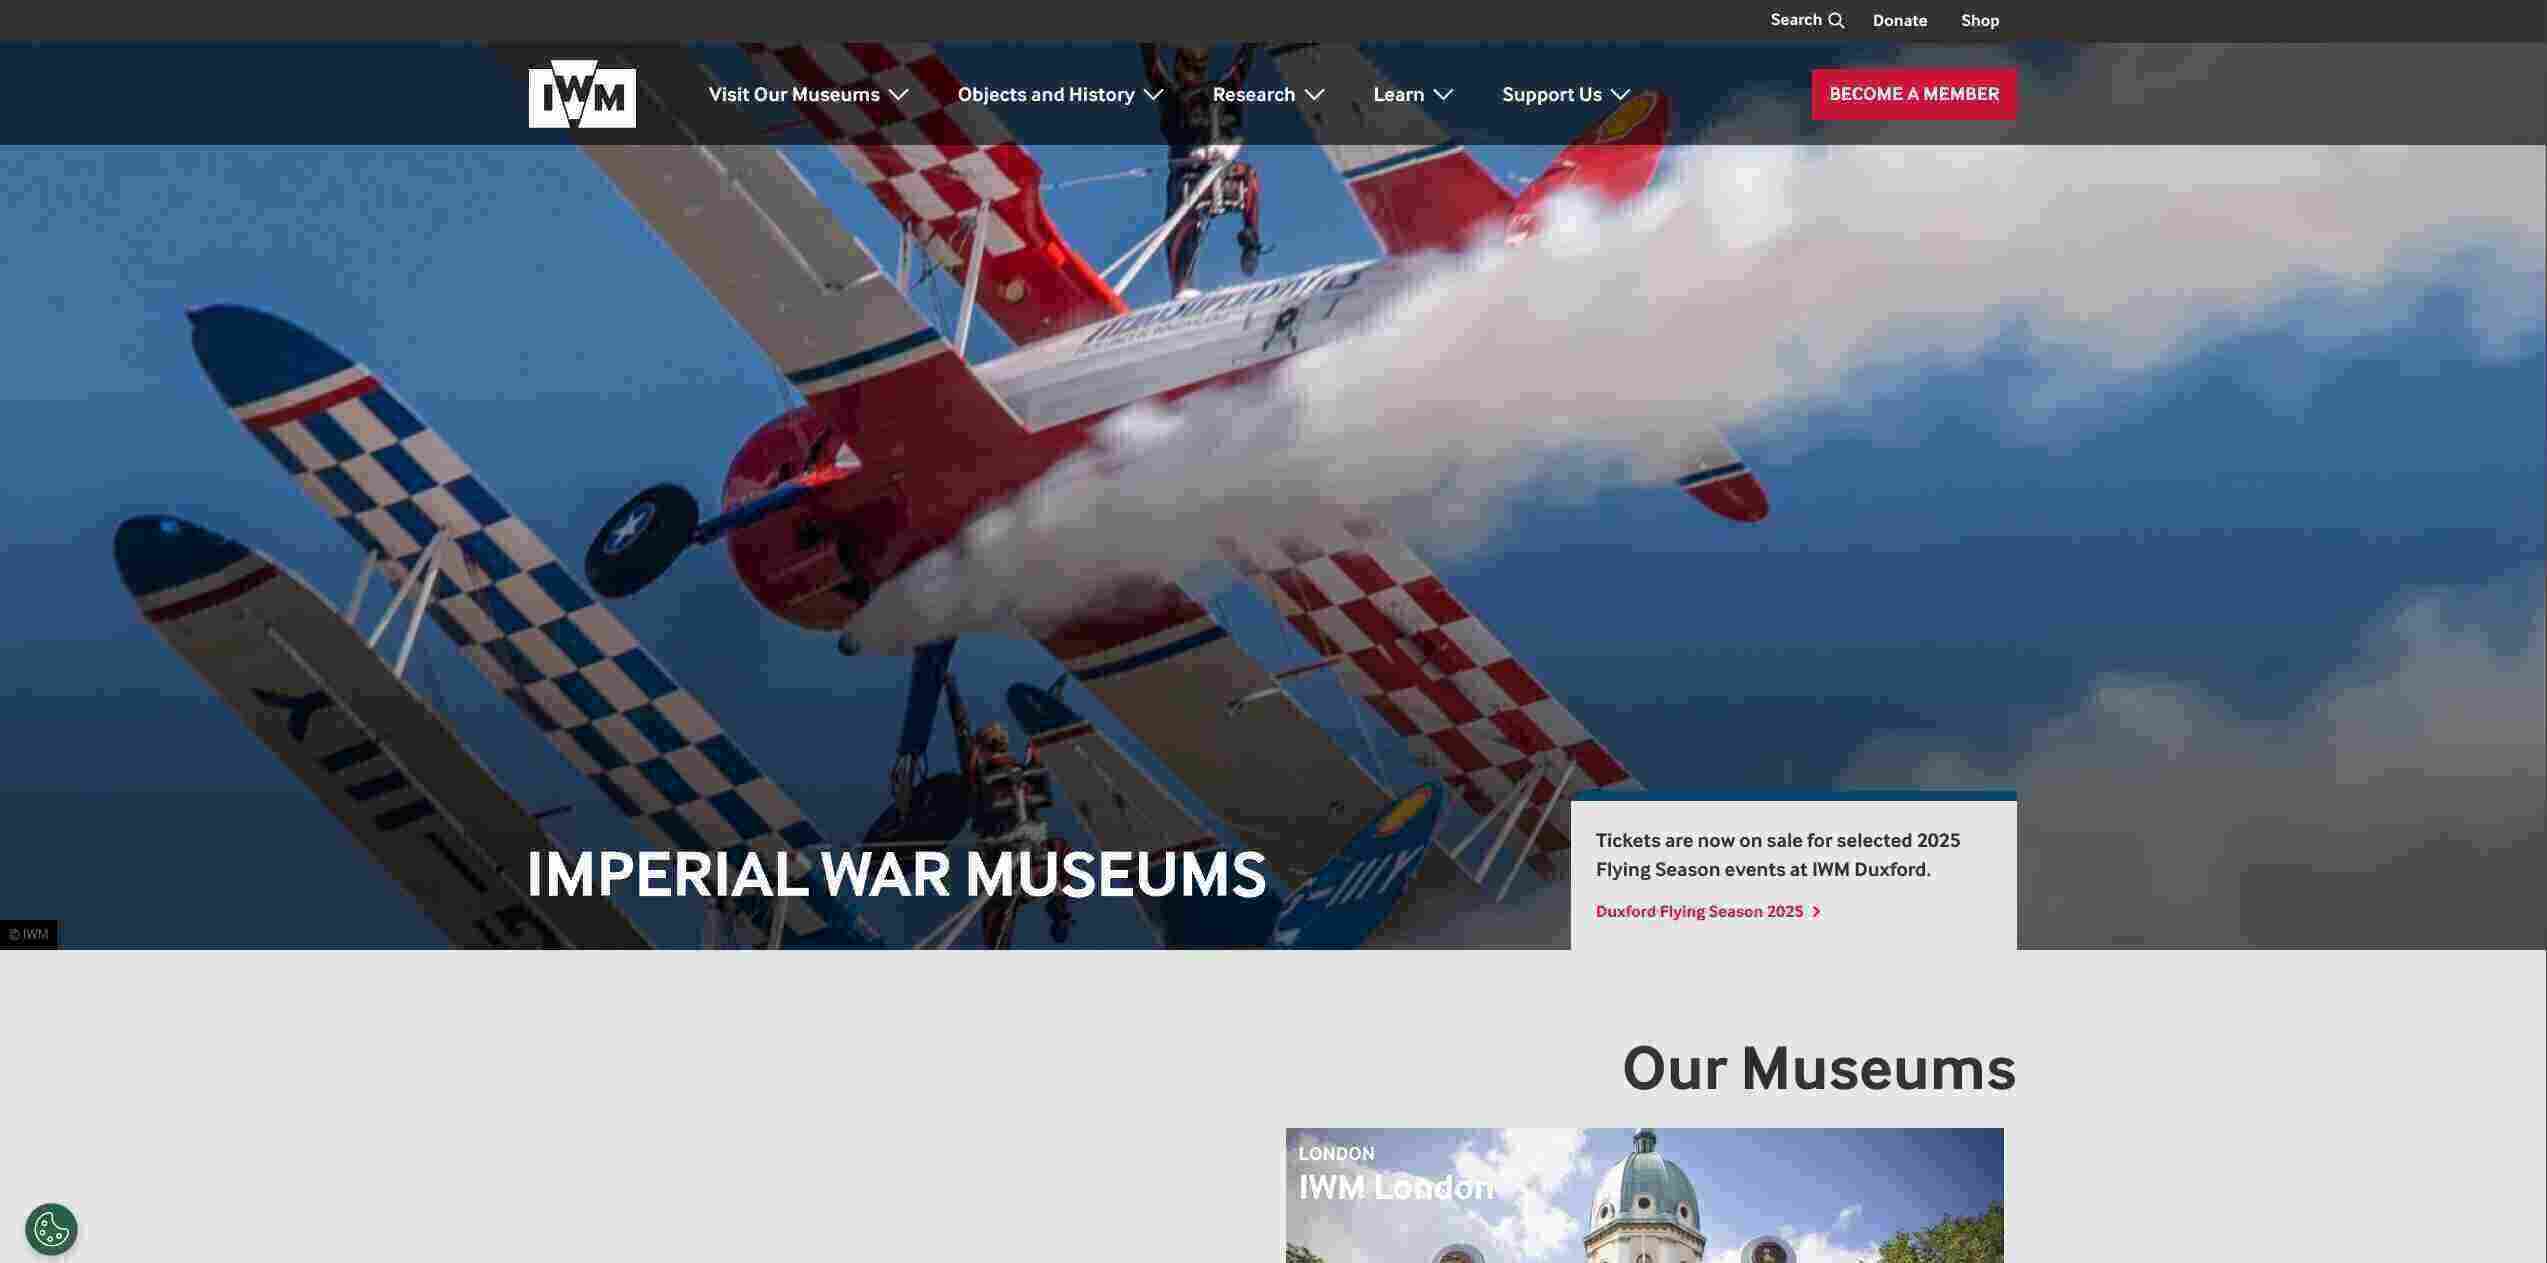 Search Donate Shop
IWM
Visit Our Museums Objects and History Research Learn Support Us
BECOME A MEMBER
IMPERIAL WAR MUSEUMS
Tickets are now on sale for selected 2025
Flying Season events at IWM Duxford.
Duxford Flying Season 2025
© IWM
Our Museums
LONDON
IWM London